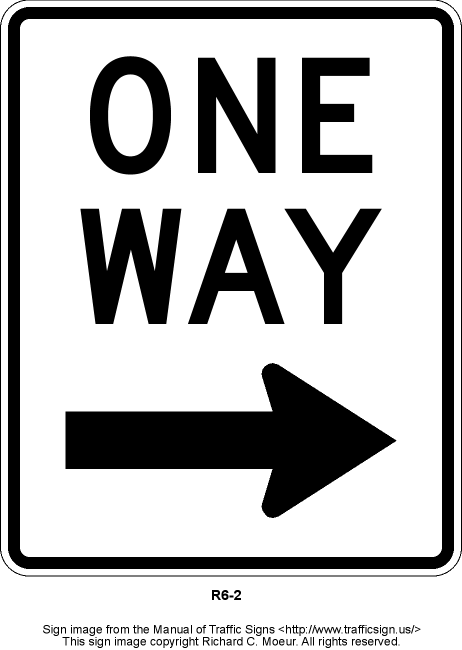 ONE
WAY
R6-2
Sign image from the Manual of Traffic Signs <http://www.trafficsign.us/>
This sign image copyright Richard C. Moeur. All rights reserved.